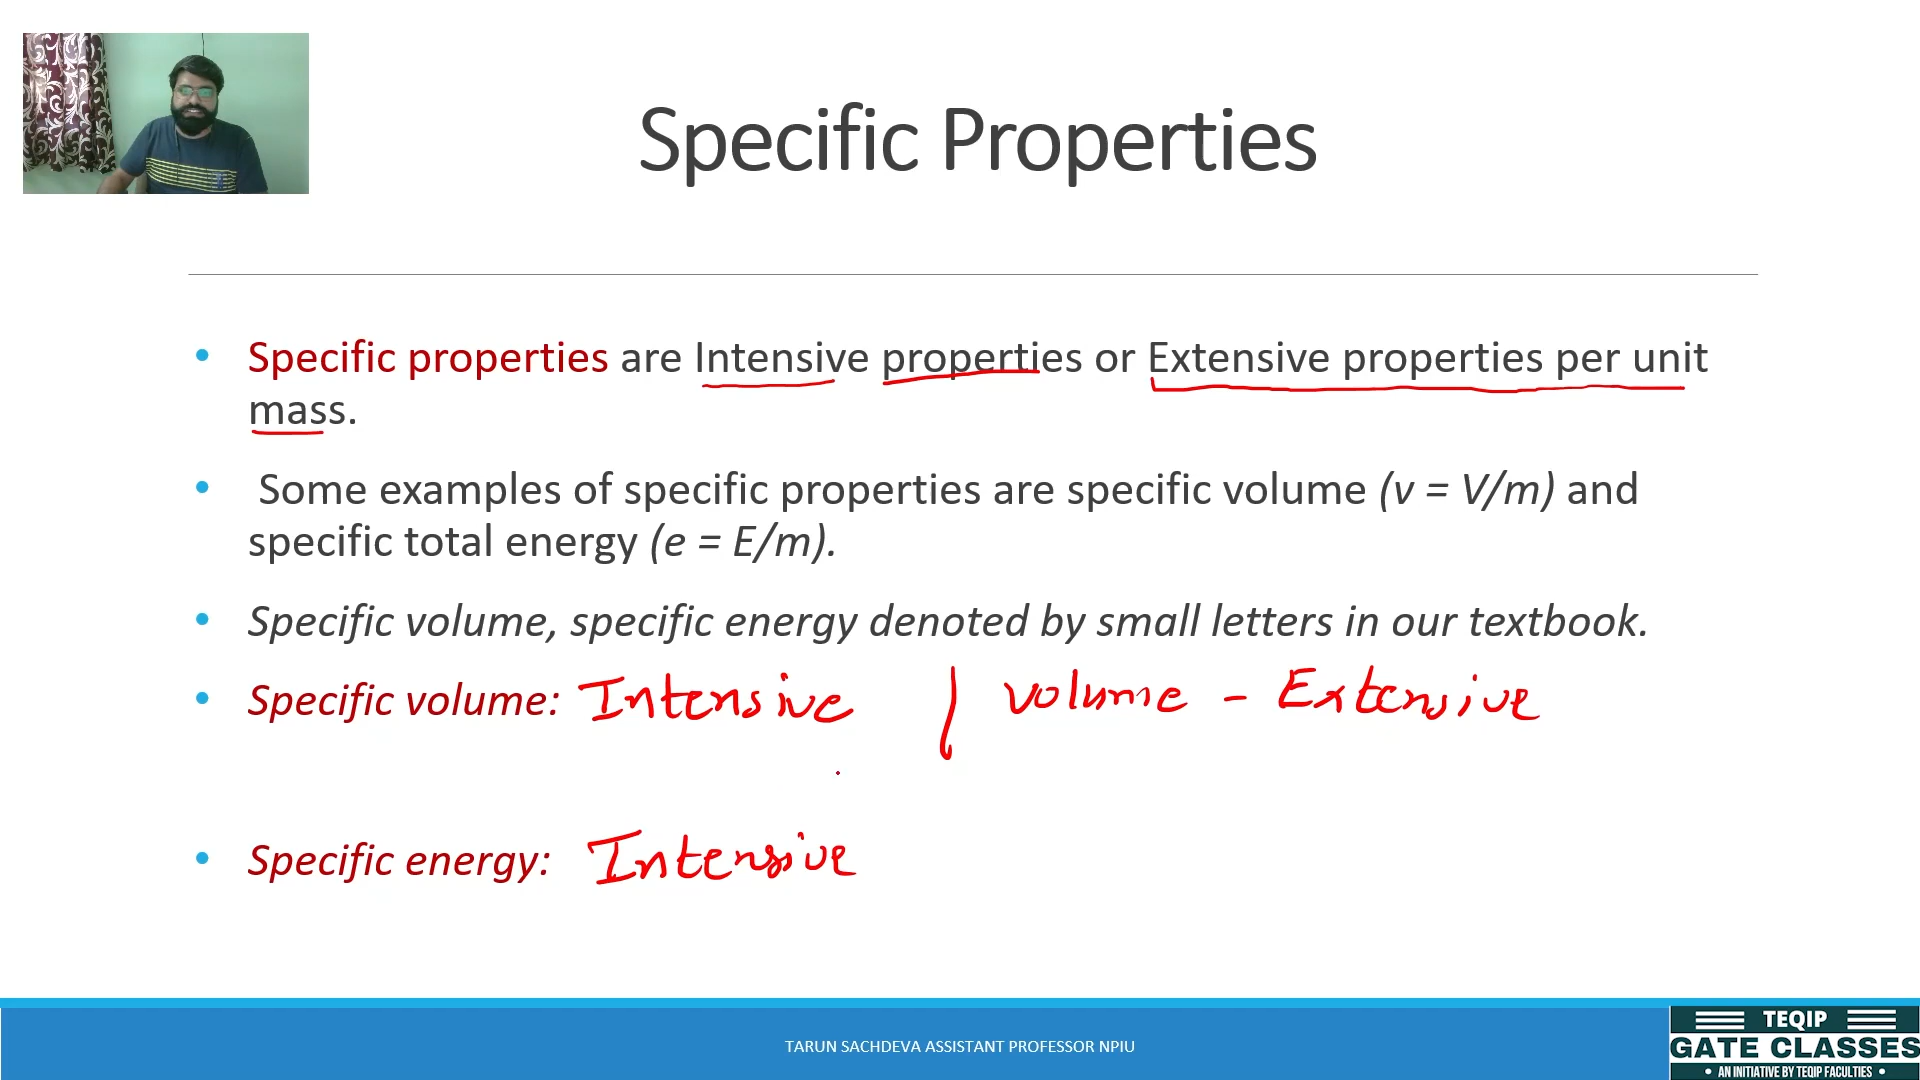 Specific Properties
• Specific properties are Intensive properties or Extensive properties per unit
mass.
• Some examples of specific properties are specific volume (v = V/m) and
specific total energy (e = E/m).
• Specific volume, specific energy denoted by small letters in our textbook.
• Specific volume: Intensive | volume - Extensive
• Specific energy: Intensive
TARUN SACHDEVA ASSISTANT PROFESSOR NPIU
TEQIP
GATE CLASSES
• AN INITIATIVE BY TEQIP FACULTIES •